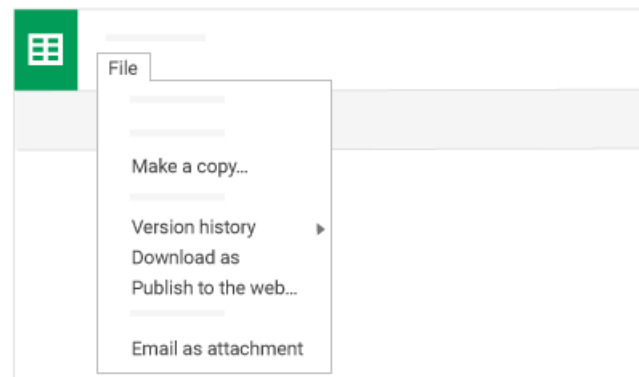 File
Make a copy...
Version history
Download as
Publish to the web...
Email as attachment